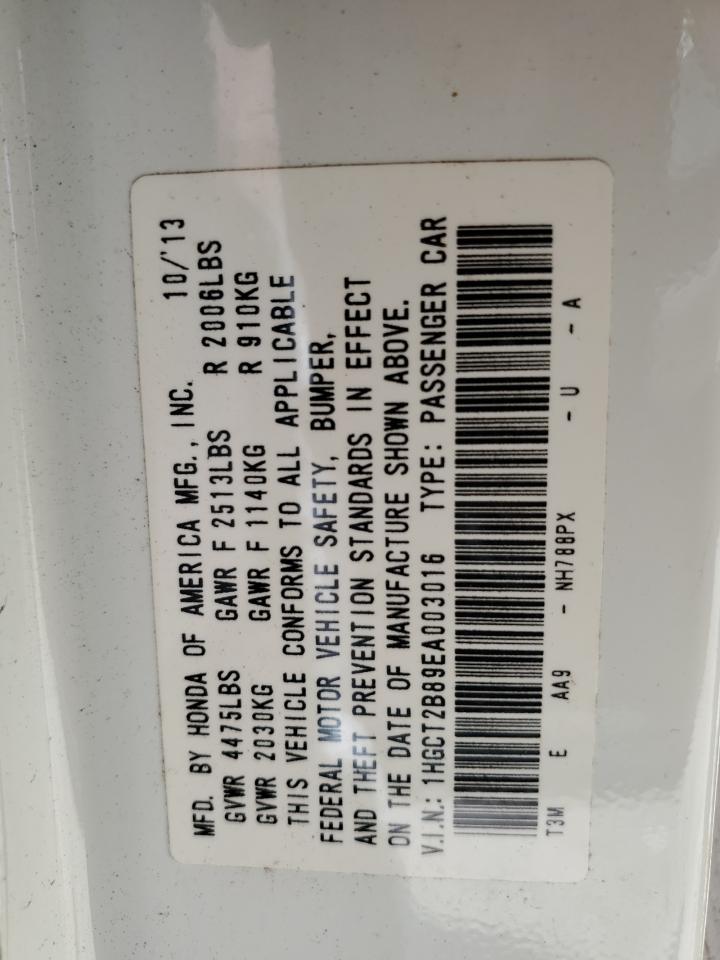 MFD. BY HONDA OF AMERICA MFG., INC. 10/'13
GVWR 4475LBS GAWR F 2513LBS R 2006LBS
GVWR 2030KG GAWR F 1140KG R 910KG
THIS VEHICLE CONFORMS TO ALL APPLICABLE
FEDERAL MOTOR VEHICLE SAFETY, BUMPER,
AND THEFT PREVENTION STANDARDS IN EFFECT
ON THE DATE OF MANUFACTURE SHOWN ABOVE.
V.I.N.: 1HGCT2B89EA003016 TYPE: PASSENGER CAR
T3M E AA9 - NH788PX - U - A